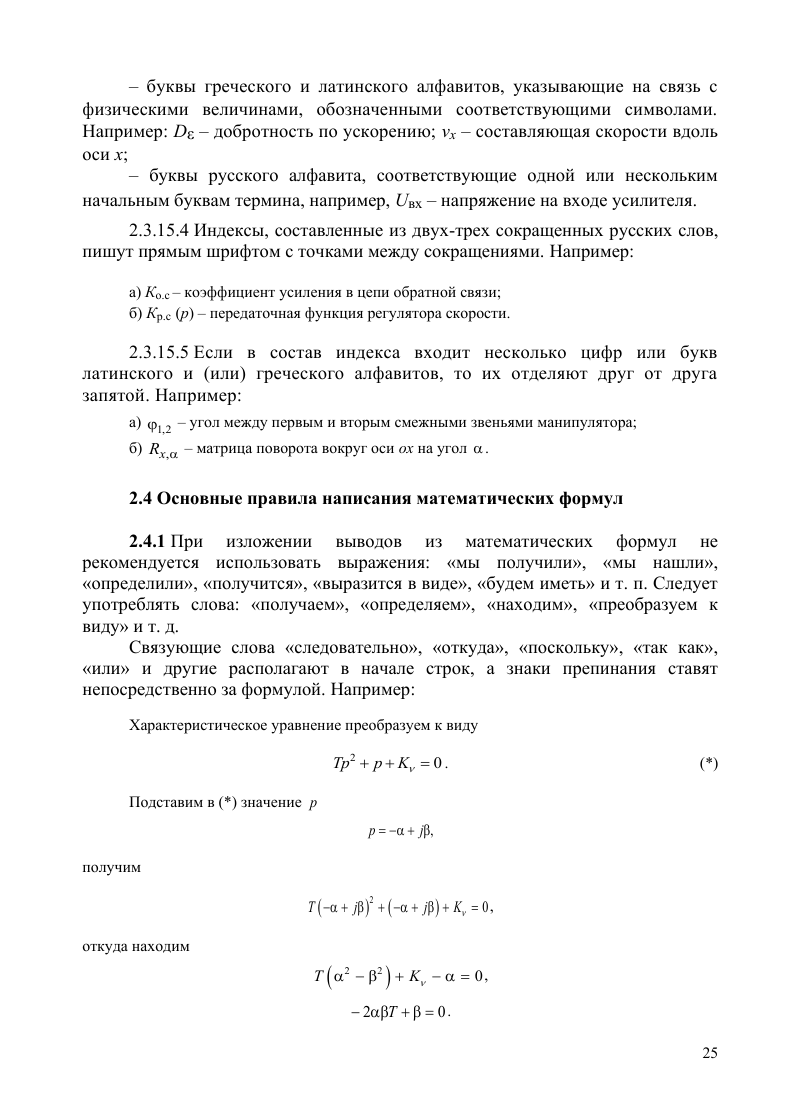 – буквы греческого и латинского алфавитов, указывающие на связь с
физическими величинами, обозначенными соответствующими символами.
Например: Dε – добротность по ускорению; vx – составляющая скорости вдоль
оси x;
– буквы русского алфавита, соответствующие одной или нескольким
начальным буквам термина, например, Uвх – напряжение на входе усилителя.
2.3.15.4 Индексы, составленные из двух-трех сокращенных русских слов,
пишут прямым шрифтом с точками между сокращениями. Например:
а) Kо.с – коэффициент усиления в цепи обратной связи;
б) Kр.с (p) – передаточная функция регулятора скорости.
2.3.15.5 Если в состав индекса входит несколько цифр или букв
латинского и (или) греческого алфавитов, то их отделяют друг от друга
запятой. Например:
а) φ1,2 – угол между первым и вторым смежными звеньями манипулятора;
б) Rx,α – матрица поворота вокруг оси ox на угол α .
2.4 Основные правила написания математических формул
2.4.1 При изложении выводов из математических формул не
рекомендуется использовать выражения: «мы получили», «мы нашли»,
«определили», «получится», «выразится в виде», «будем иметь» и т. п. Следует
употреблять слова: «получаем», «определяем», «находим», «преобразуем к
виду» и т. д.
Связующие слова «следовательно», «откуда», «поскольку», «так как»,
«или» и другие располагают в начале строк, а знаки препинания ставят
непосредственно за формулой. Например:
Характеристическое уравнение преобразуем к виду
Tp² + p + Kν = 0 . (*)
Подставим в (*) значение p
p = −α + jβ,
получим
T(−α + jβ)² + (−α + jβ) + Kν = 0,
откуда находим
T(α² − β²) + Kν − α = 0,
− 2αβT + β = 0 .
25